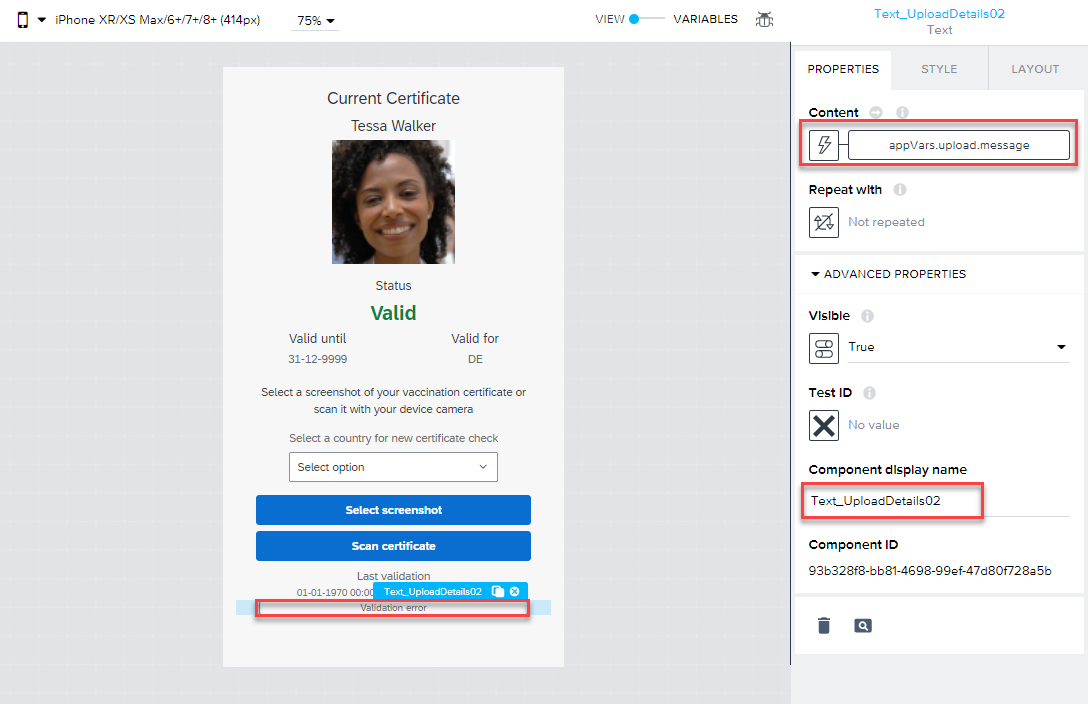 iPhone XR/XS Max/6+/7+/8+ (414px)
75%
VIEW
VARIABLES
Text_UploadDetails02
Text
PROPERTIES
STYLE
LAYOUT
Content
appVars.upload.message
Repeat with
Not repeated
ADVANCED PROPERTIES
Visible
True
Test ID
No value
Component display name
Text_UploadDetails02
Component ID
93b328f8-bb81-4698-99ef-47d80f728a5b
Current Certificate
Tessa Walker
Status
Valid
Valid until
Valid for
31-12-9999
DE
Select a screenshot of your vaccination certificate or
scan it with your device camera
Select a country for new certificate check
Select option
Select screenshot
Scan certificate
Last validation
01-01-1970 00:00
Text_UploadDetails02
Validation error